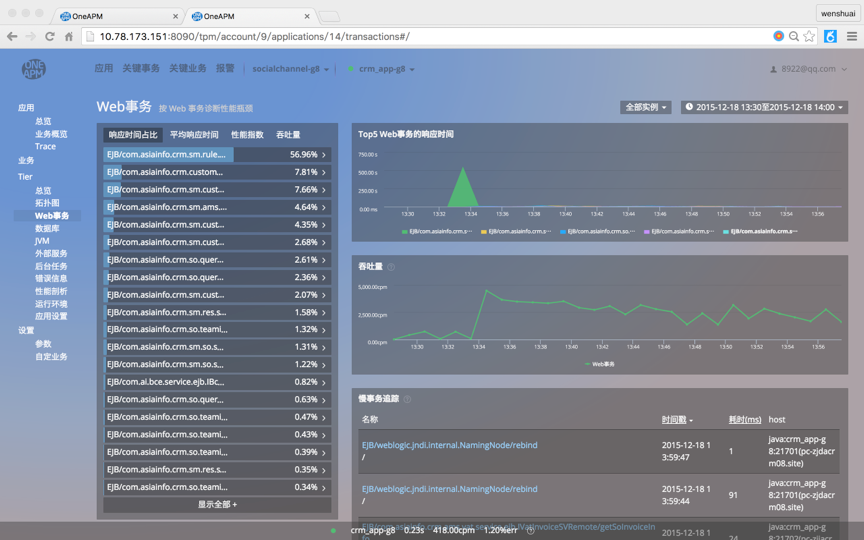 OneAPM
OneAPM
wenshuai
10.78.173.151:8090/tpm/account/9/applications/14/transactions#/
ONE
APM
应用 关键事务 关键业务 报警 socialchannel-g8 crm_app-g8
8922@qq.com
应用
总览
业务概览
Trace
业务
Tier
总览
拓扑图
Web事务
数据库
JVM
外部服务
后台任务
错误信息
性能剖析
运行环境
应用设置
设置
参数
自定业务
Web事务 按 Web 事务诊断性能瓶颈
全部实例
2015-12-18 13:30至2015-12-18 14:00
响应时间占比 平均响应时间 性能指数 吞吐量
EJB/com.asiainfo.crm.sm.rule.... 56.96%
EJB/com.asiainfo.crm.custom... 7.81%
EJB/com.asiainfo.crm.sm.cust... 7.66%
EJB/com.asiainfo.crm.sm.ams.... 4.64%
EJB/com.asiainfo.crm.sm.cust... 4.35%
EJB/com.asiainfo.crm.sm.cust... 2.68%
EJB/com.asiainfo.crm.so.quer... 2.61%
EJB/com.asiainfo.crm.so.quer... 2.36%
EJB/com.asiainfo.crm.sm.cust... 2.07%
EJB/com.asiainfo.crm.sm.res.s... 1.58%
EJB/com.asiainfo.crm.so.teami... 1.32%
EJB/com.asiainfo.crm.sm.so.s... 1.31%
EJB/com.asiainfo.crm.sm.so.s... 1.22%
EJB/com.ai.bce.service.ejb.IBc... 0.82%
EJB/com.asiainfo.crm.so.quer... 0.63%
EJB/com.asiainfo.crm.so.teami... 0.47%
EJB/com.asiainfo.crm.so.teami... 0.43%
EJB/com.asiainfo.crm.so.teami... 0.39%
EJB/com.asiainfo.crm.sm.res.s... 0.35%
EJB/com.asiainfo.crm.so.teami... 0.34%
显示全部 +
Top5 Web事务的响应时间
750.00 s
500.00 s
250.00 s
0.00 ms
13:30 13:32 13:34 13:36 13:38 13:40 13:42 13:44 13:46 13:48 13:50 13:52 13:54 13:56
EJB/com.asiainfo.crm.s... EJB/com.asiainfo.crm.s... EJB/com.asiainfo.crm.so.... EJB/com.asiainfo.crm.s... EJB/com.asiainfo.crm.s...
吞吐量
5,000.00cpm
2,500.00cpm
0.00cpm
13:30 13:32 13:34 13:36 13:38 13:40 13:42 13:44 13:46 13:48 13:50 13:52 13:54 13:56
Web事务
慢事务追踪
名称 时间戳 耗时(ms) host
EJB/weblogic.jndi.internal.NamingNode/rebind
/
2015-12-18 1
3:59:47
1
java:crm_app-g
8:21701(pc-zjdacr
m08.site)
EJB/weblogic.jndi.internal.NamingNode/rebind
/
2015-12-18 1
3:59:44
91
java:crm_app-g
8:21701(pc-zjdacr
m08.site)
2015-12-18 1
java:crm_app-g
crm_app-g8 0.23s 418.00cpm 1.20%err